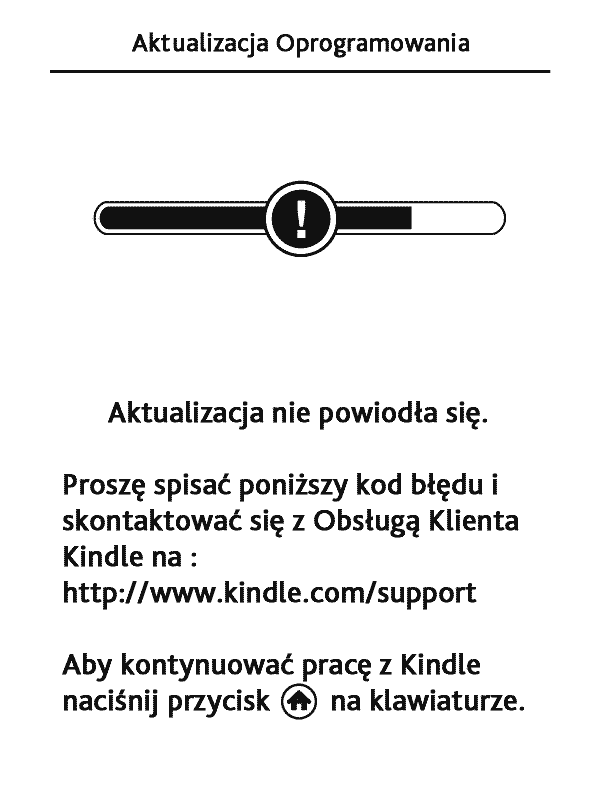 Aktualizacja Oprogramowania
!
Aktualizacja nie powiodła się.
Proszę spisać poniższy kod błędu i
skontaktować się z Obsługą Klienta
Kindle na :
http://www.kindle.com/support
Aby kontynuować pracę z Kindle
naciśnij przycisk na klawiaturze.